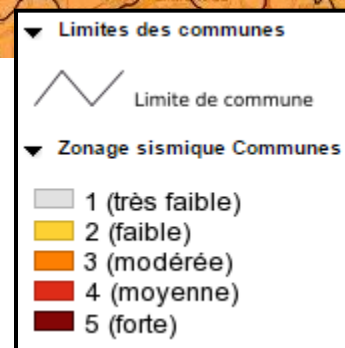 Limites des communes
Limite de commune
Zonage sismique Communes
1 (très faible)
2 (faible)
3 (modérée)
4 (moyenne)
5 (forte)